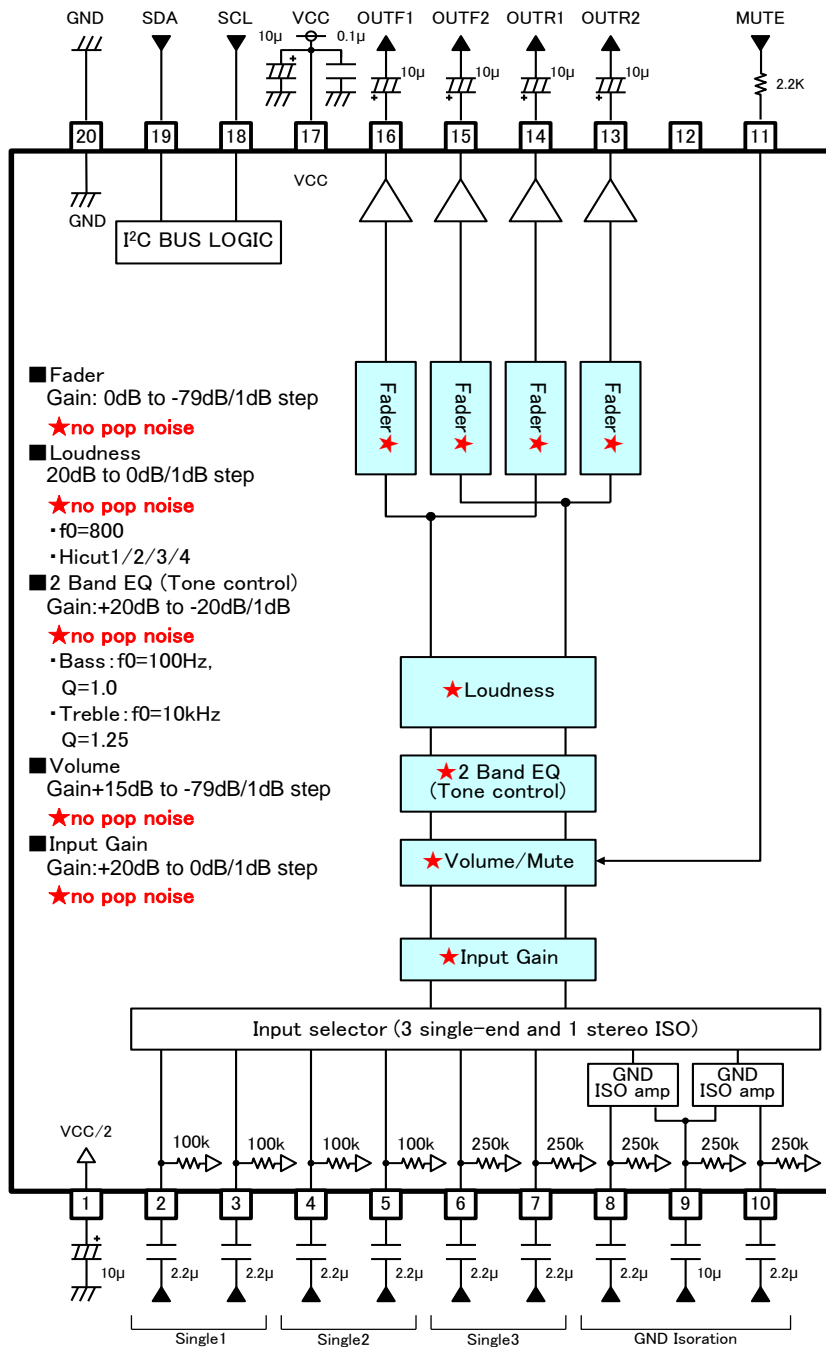 GND SDA SCL VCC OUTF1 OUTF2 OUTR1 OUTR2 MUTE
10μ 0.1μ 10μ 10μ 10μ 10μ 2.2K
20 19 18 17 16 15 14 13 12 11
VCC
GND
I²C BUS LOGIC
■Fader
Gain: 0dB to -79dB/1dB step
★no pop noise
■Loudness
20dB to 0dB/1dB step
★no pop noise
・f0=800
・Hicut1/2/3/4
■2 Band EQ (Tone control)
Gain:+20dB to -20dB/1dB
★no pop noise
・Bass:f0=100Hz,
Q=1.0
・Treble:f0=10kHz
Q=1.25
■Volume
Gain+15dB to -79dB/1dB step
★no pop noise
■Input Gain
Gain:+20dB to 0dB/1dB step
★no pop noise
Fader★ Fader★ Fader★ Fader★
★Loudness
★2 Band EQ
(Tone control)
★Volume/Mute
★Input Gain
Input selector (3 single-end and 1 stereo ISO)
GND
ISO amp
GND
ISO amp
VCC/2 100k 100k 100k 100k 250k 250k 250k 250k 250k
1 2 3 4 5 6 7 8 9 10
10μ 2.2μ 2.2μ 2.2μ 2.2μ 2.2μ 2.2μ 2.2μ 10μ 2.2μ
Single1 Single2 Single3 GND Isoration